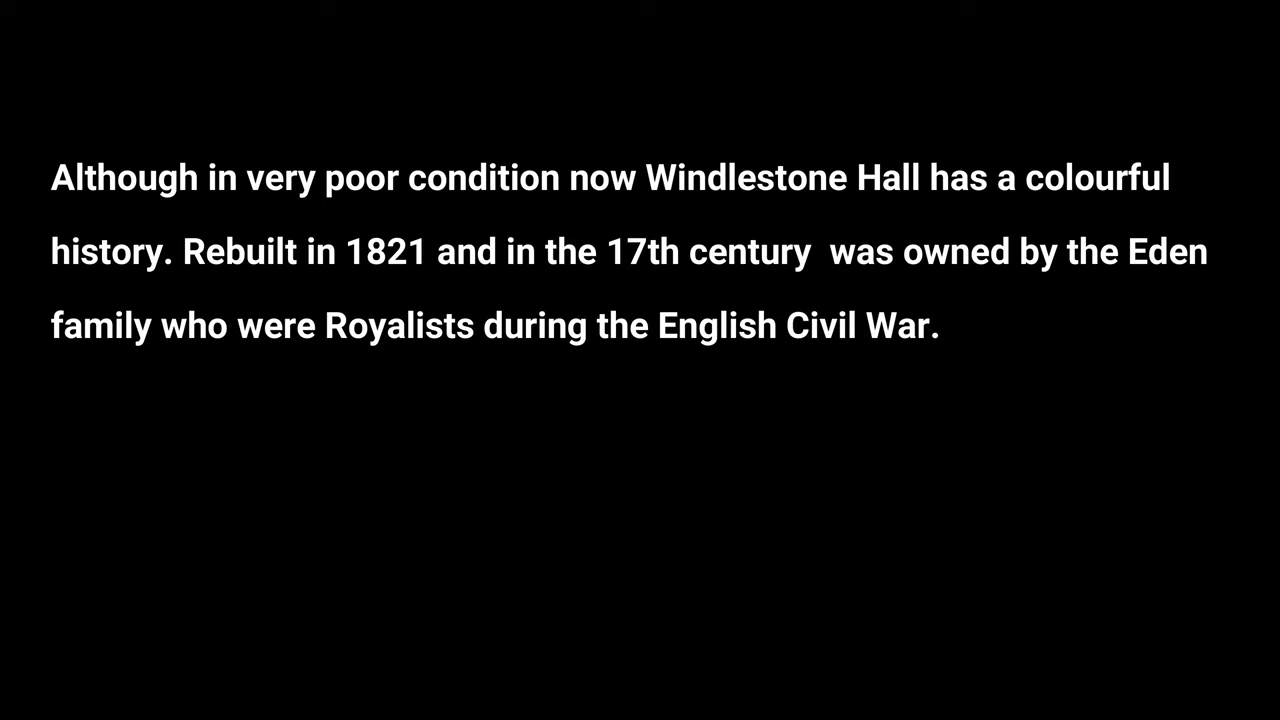 Although in very poor condition now Windlestone Hall has a colourful
history. Rebuilt in 1821 and in the 17th century  was owned by the Eden
family who were Royalists during the English Civil War.